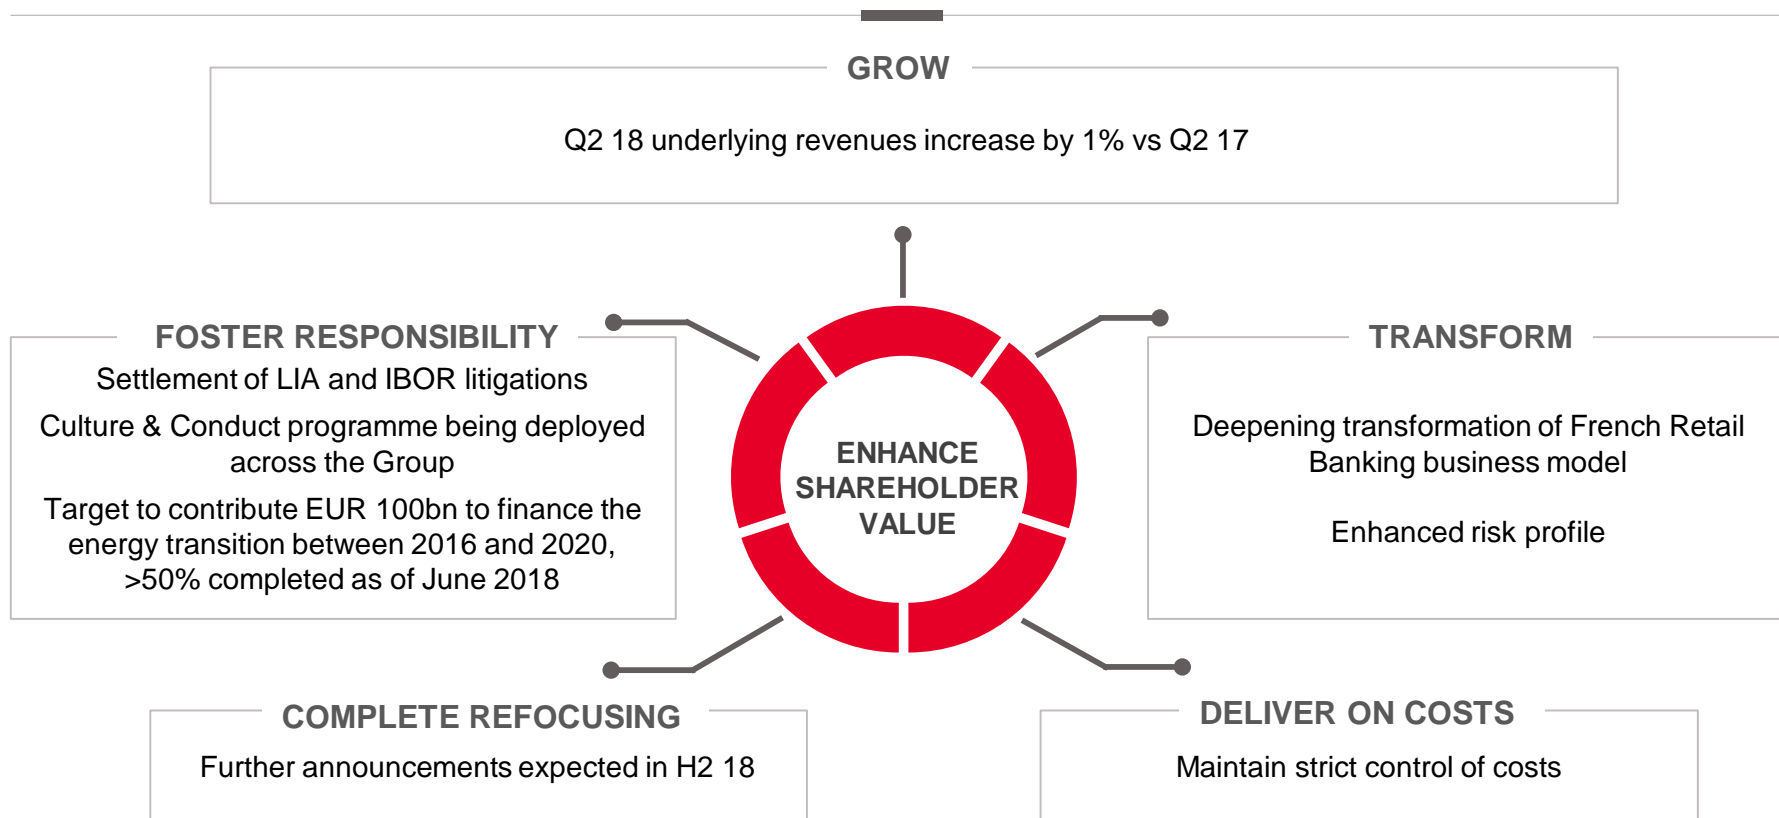 GROW
Q2 18 underlying revenues increase by 1% vs Q2 17
FOSTER RESPONSIBILITY
Settlement of LIA and IBOR litigations
Culture & Conduct programme being deployed
across the Group
Target to contribute EUR 100bn to finance the
energy transition between 2016 and 2020,
>50% completed as of June 2018
ENHANCE
SHAREHOLDER
VALUE
TRANSFORM
Deepening transformation of French Retail
Banking business model
Enhanced risk profile
COMPLETE REFOCUSING
Further announcements expected in H2 18
DELIVER ON COSTS
Maintain strict control of costs